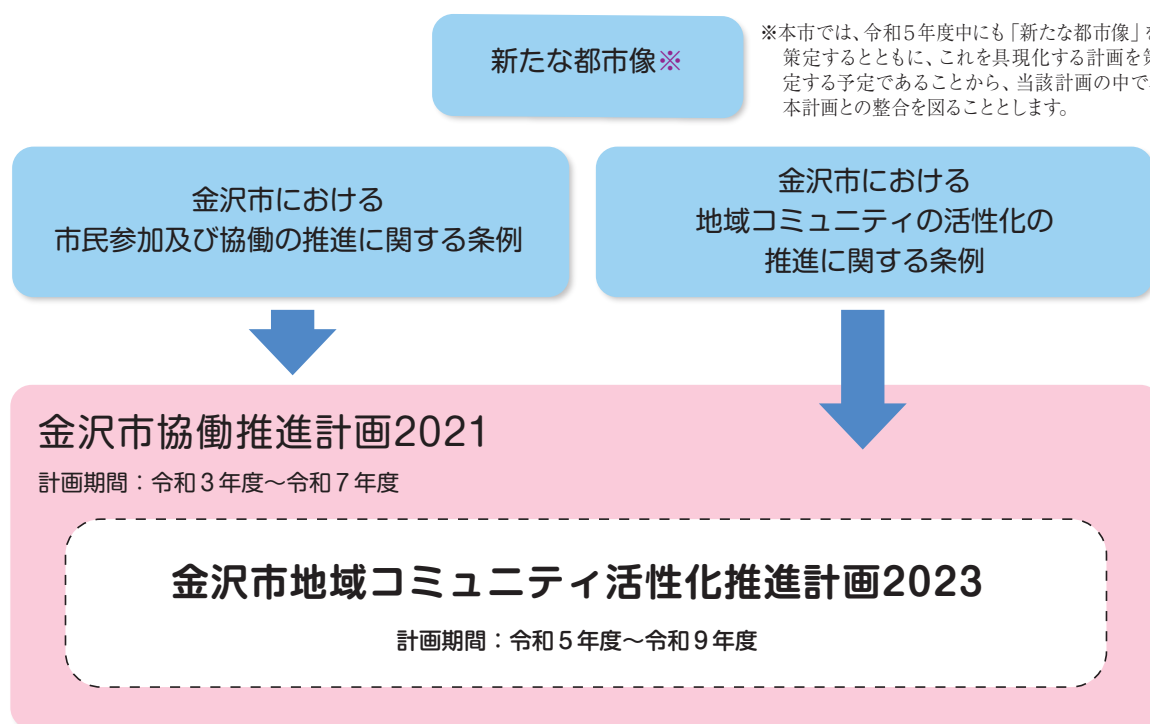 新たな都市像※
※本市では、令和5年度中にも「新たな都市像」を
策定するとともに、これを具現化する計画を策
定する予定であることから、当該計画の中で
本計画との整合を図ることとします。
金沢市における
市民参加及び協働の推進に関する条例
金沢市における
地域コミュニティの活性化の
推進に関する条例
金沢市協働推進計画2021
計画期間：令和3年度〜令和7年度
金沢市地域コミュニティ活性化推進計画2023
計画期間：令和5年度〜令和9年度